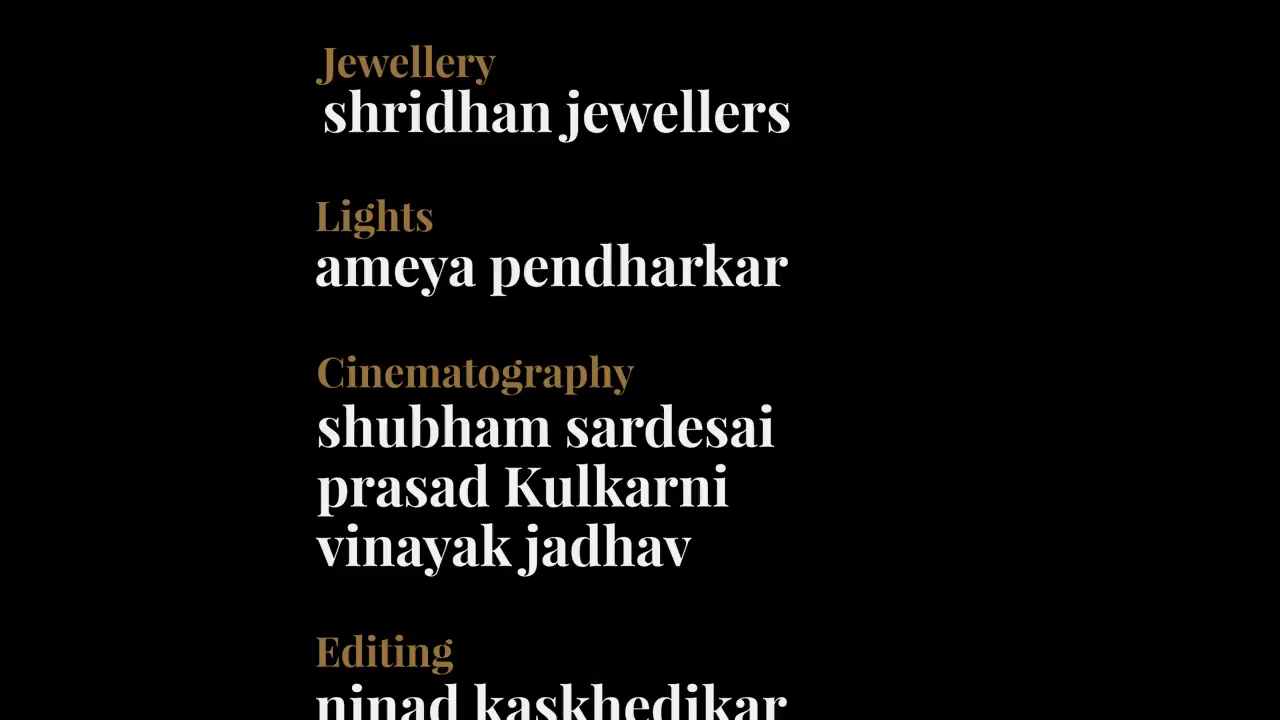 Jewellery
shridhan jewellers
Lights
ameya pendharkar
Cinematography
shubham sardesai
prasad Kulkarni
vinayak jadhav
Editing
ninad kaskhedikar